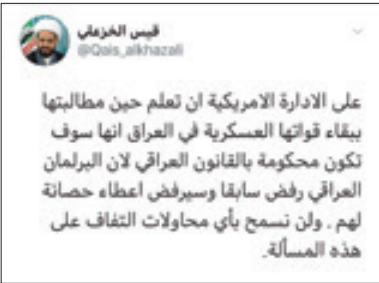 قيس الخزعلي
@Qais_alkhazali
على الادارة الامريكية ان تعلم حين مطالبتها
ببقاء قواتها العسكرية في العراق انها سوف
تكون محكومة بالقانون العراقي لان البرلمان
العراقي رفض سابقا وسيرفض اعطاء حصانة
لهم . ولن نسمح بأي محاولات التفاف على
هذه المسألة.